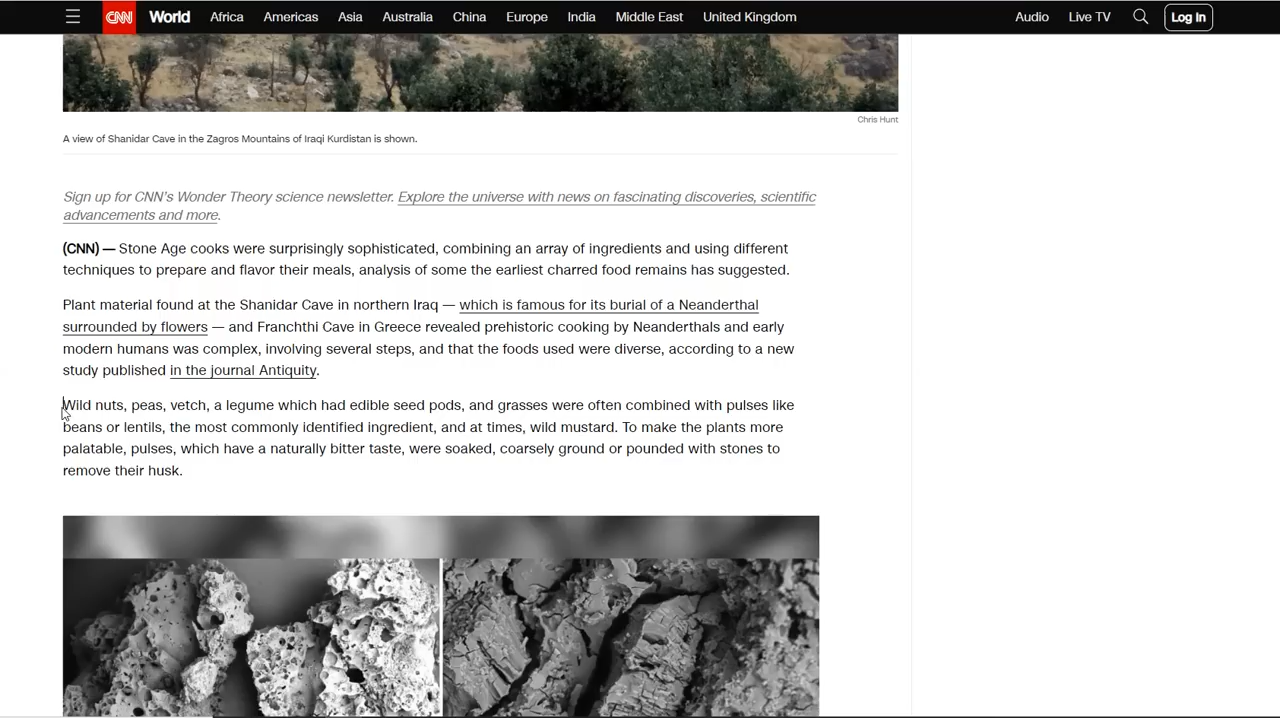 CNN World Africa Americas Asia Australia China Europe India Middle East United Kingdom Audio Live TV Log In
Chris Hunt
A view of Shanidar Cave in the Zagros Mountains of Iraqi Kurdistan is shown.
Sign up for CNN’s Wonder Theory science newsletter. Explore the universe with news on fascinating discoveries, scientific
advancements and more.
(CNN) — Stone Age cooks were surprisingly sophisticated, combining an array of ingredients and using different
techniques to prepare and flavor their meals, analysis of some the earliest charred food remains has suggested.
Plant material found at the Shanidar Cave in northern Iraq — which is famous for its burial of a Neanderthal
surrounded by flowers — and Franchthi Cave in Greece revealed prehistoric cooking by Neanderthals and early
modern humans was complex, involving several steps, and that the foods used were diverse, according to a new
study published in the journal Antiquity.
Wild nuts, peas, vetch, a legume which had edible seed pods, and grasses were often combined with pulses like
beans or lentils, the most commonly identified ingredient, and at times, wild mustard. To make the plants more
palatable, pulses, which have a naturally bitter taste, were soaked, coarsely ground or pounded with stones to
remove their husk.